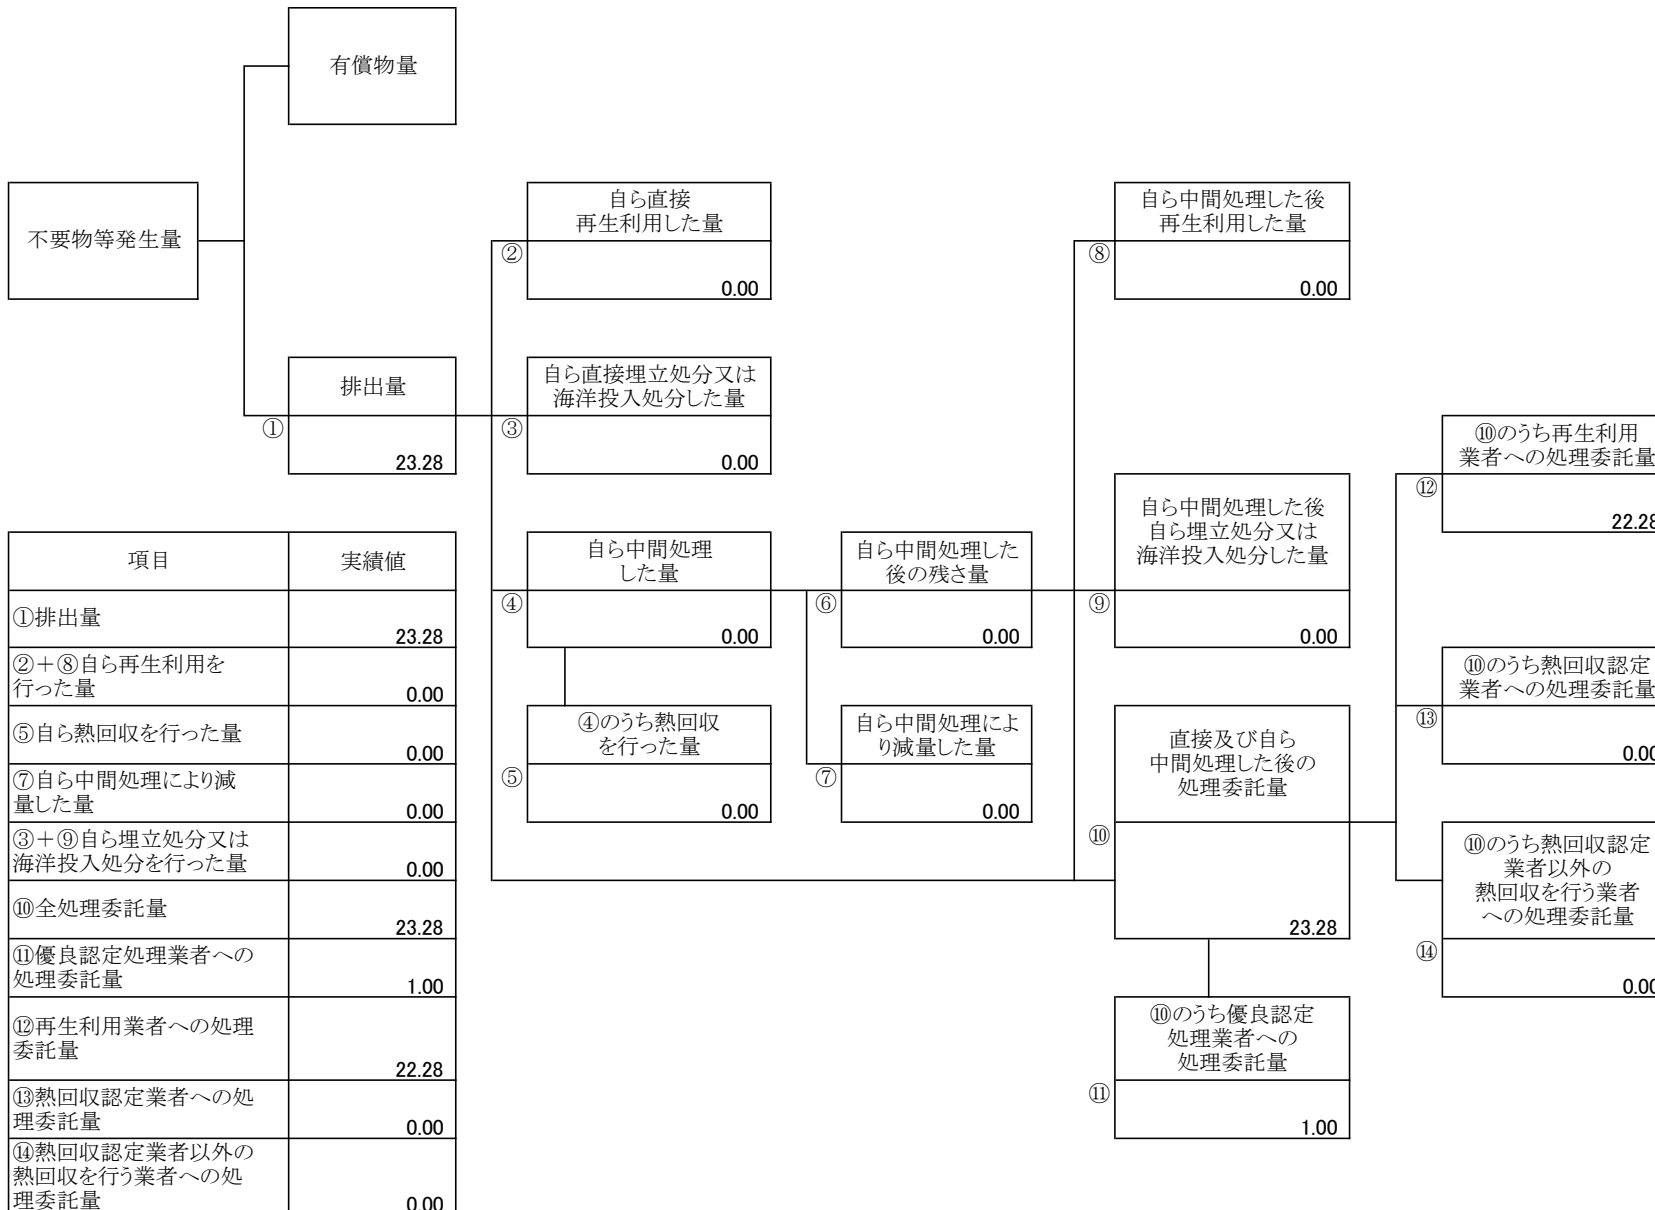 有償物量
不要物等発生量
自ら直接
再生利用した量
②
0.00
自ら中間処理した後
再生利用した量
⑧
0.00
排出量
①
23.28
自ら直接埋立処分又は
海洋投入処分した量
③
0.00
⑩のうち再生利用
業者への処理委託量
⑫
22.28
自ら中間処理した後
自ら埋立処分又は
海洋投入処分した量
⑨
0.00
自ら中間処理
した量
④
0.00
自ら中間処理した
後の残さ量
⑥
0.00
⑩のうち熱回収認定
業者への処理委託量
⑬
0.00
④のうち熱回収
を行った量
⑤
0.00
自ら中間処理によ
り減量した量
⑦
0.00
直接及び自ら
中間処理した後の
処理委託量
⑩
23.28
⑩のうち熱回収認定
業者以外の
熱回収を行う業者
への処理委託量
⑭
0.00
⑩のうち優良認定
処理業者への
処理委託量
⑪
1.00
項目 実績値
①排出量
23.28
②+⑧自ら再生利用を
行った量
0.00
⑤自ら熱回収を行った量
0.00
⑦自ら中間処理により減
量した量
0.00
③+⑨自ら埋立処分又は
海洋投入処分を行った量
0.00
⑩全処理委託量
23.28
⑪優良認定処理業者への
処理委託量
1.00
⑫再生利用業者への処理
委託量
22.28
⑬熱回収認定業者への処
理委託量
0.00
⑭熱回収認定業者以外の
熱回収を行う業者への処
理委託量
0.00